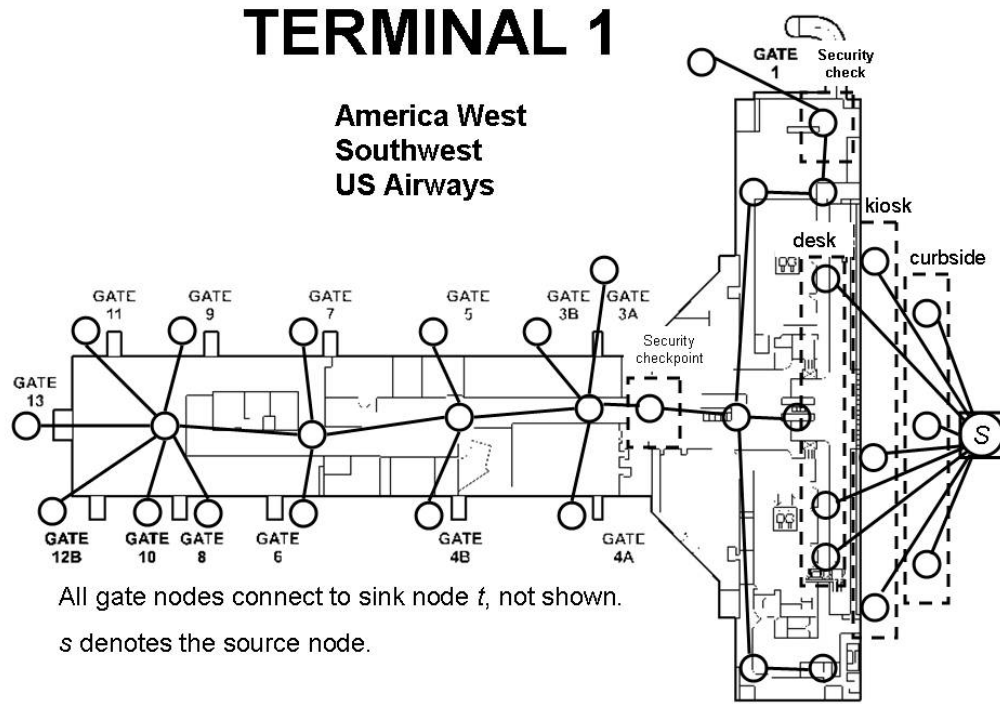 TERMINAL 1
America West
Southwest
US Airways
GATE
1
Security
check
kiosk
desk
curbside
GATE
11
GATE
9
GATE
7
GATE
5
GATE
3B
GATE
3A
Security
checkpoint
GATE
13
S
GATE
12B
GATE
10
GATE
8
GATE
6
GATE
4B
GATE
4A
All gate nodes connect to sink node t, not shown.
s denotes the source node.